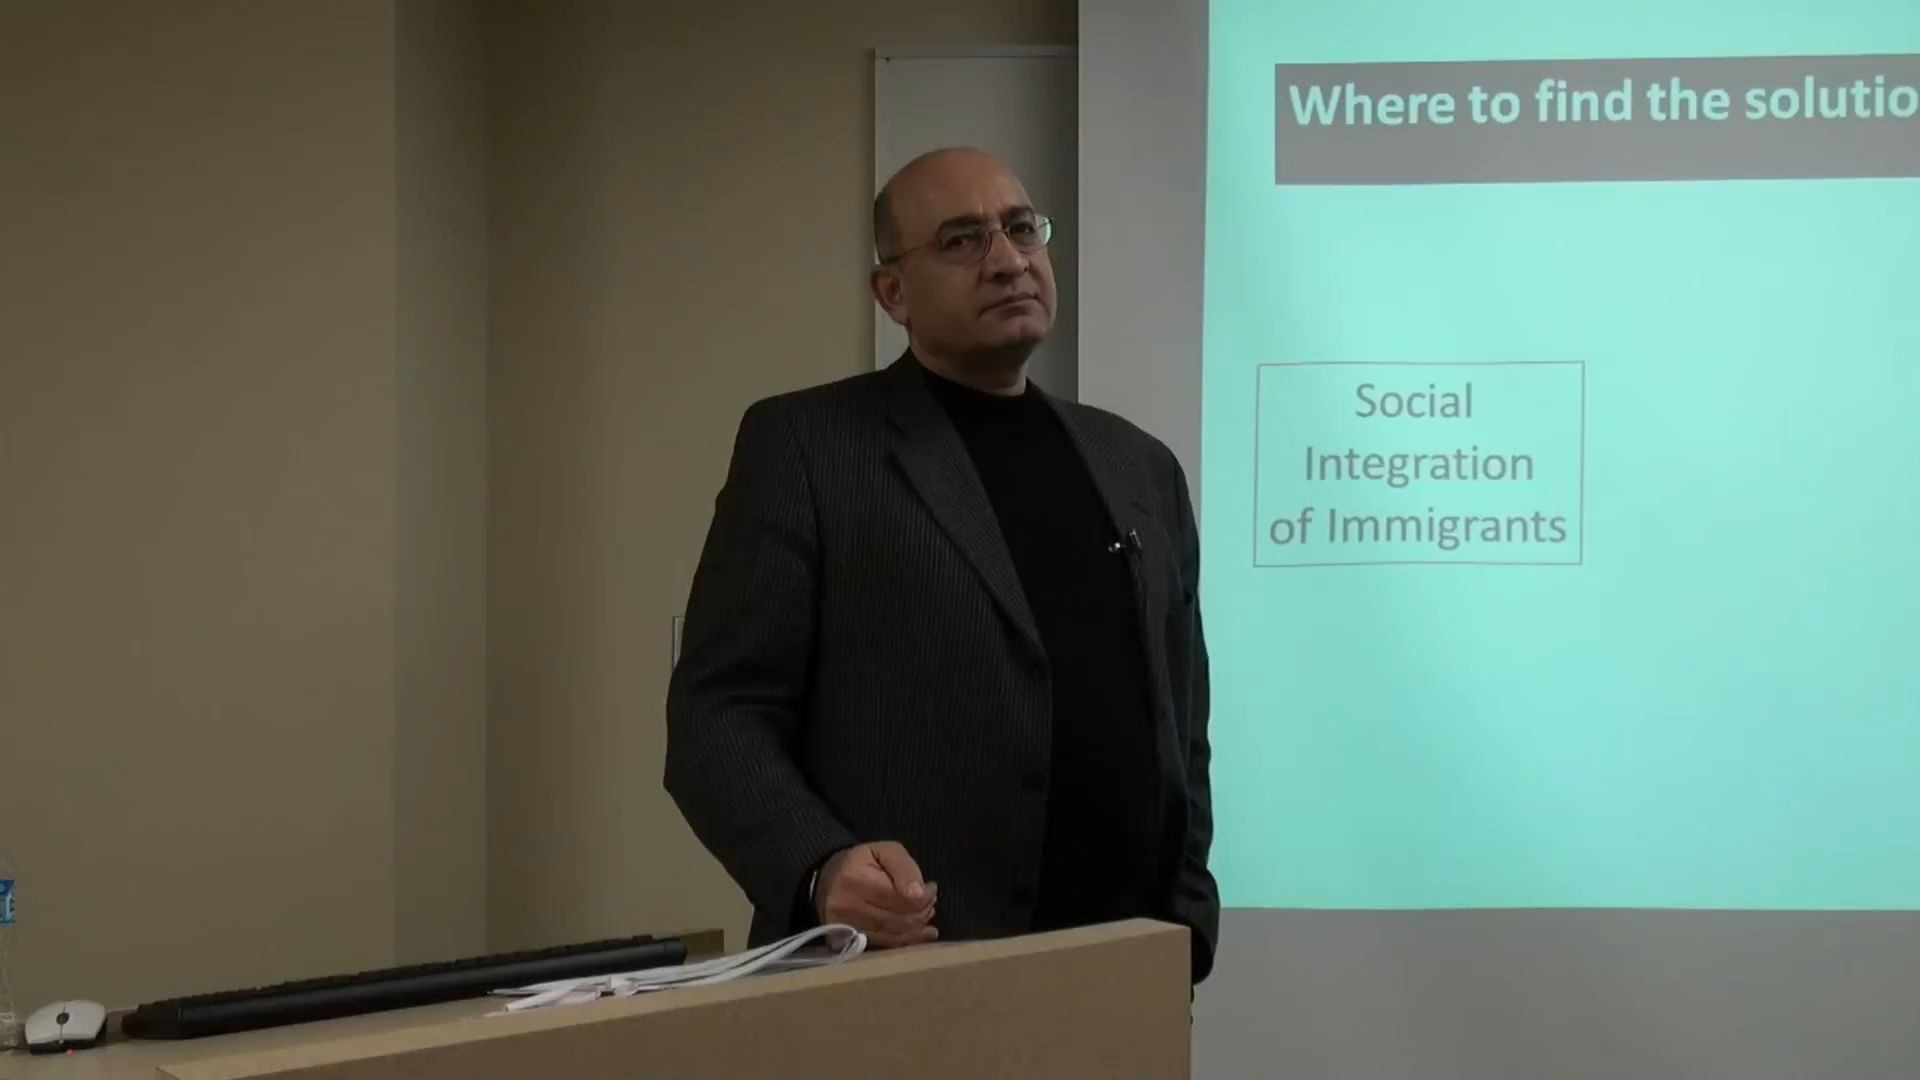 Where to find the solutio
Social
Integration
of Immigrants